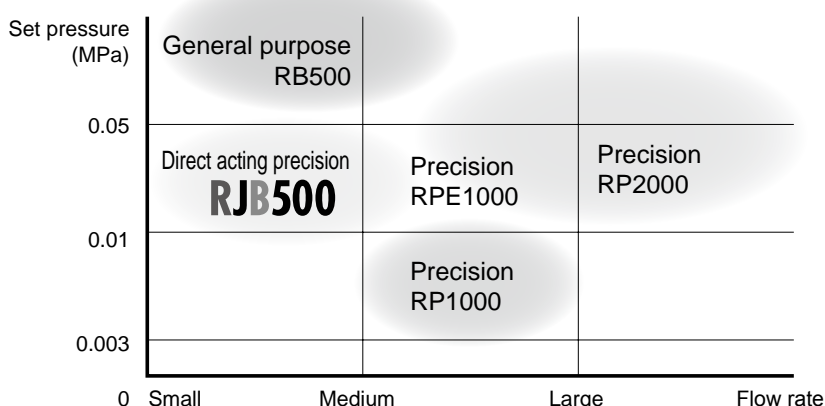 Set pressure
(MPa)
General purpose
RB500
0.05
Direct acting precision
RJB500
Precision
RPE1000
Precision
RP2000
0.01
Precision
RP1000
0.003
0 Small Medium Large Flow rate